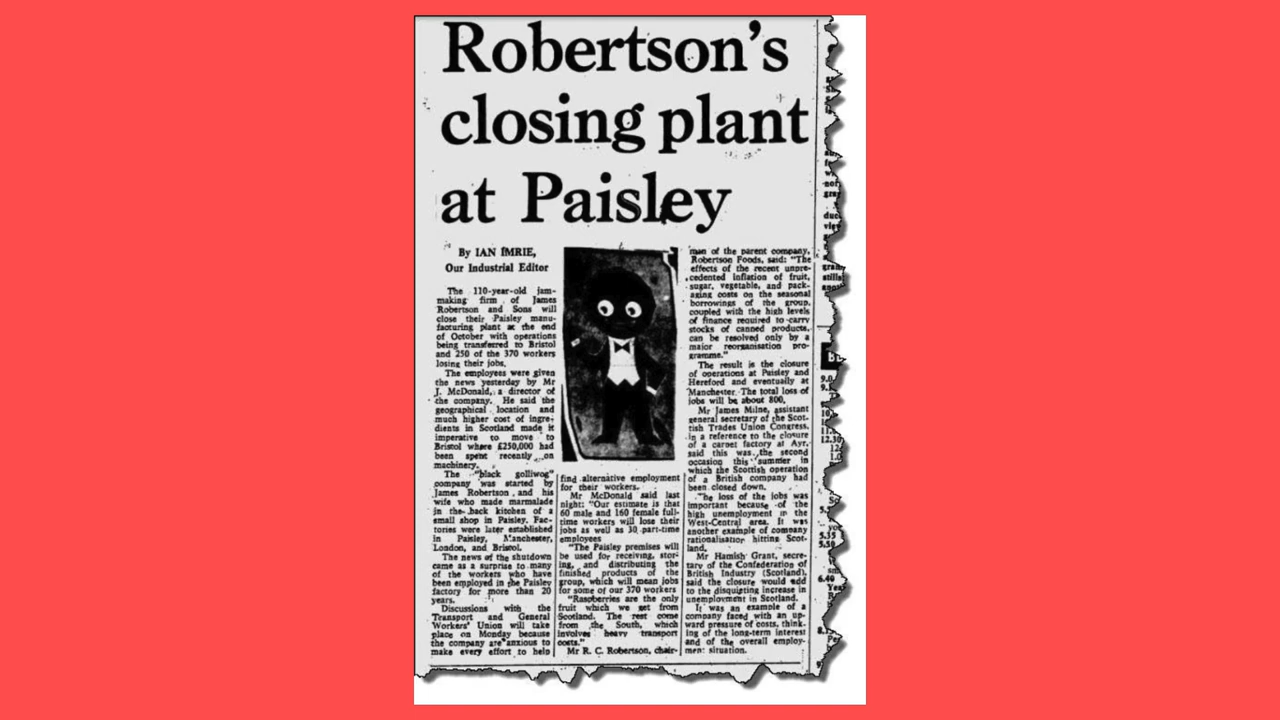 Robertson's
closing plant
at Paisley
By IAN IMRIE,
Our Industrial Editor
The 110-year-old jam-
making firm of James
Robertson and Sons will
close their Paisley manu-
facturing plant at the end
of October with operations
being transferred to Bristol
and 250 of the 370 workers
losing their jobs.
The employees were given
the news yesterday by Mr
J. McDonald, a director of
the company. He said the
geographical location and
much higher cost of ingre-
dients in Scotland made it
imperative to move to
Bristol where £250,000 had
been spent recently on
machinery.
The "black golliwog"
company was started by
James Robertson and his
wife who made marmalade
in the back kitchen of a
small shop in Paisley. Fac-
tories were later established
in Paisley, Manchester,
London, and Bristol.
The news of the shutdown
came as a surprise to many
of the workers who have
been employed in the Paisley
factory for more than 20
years.
Discussions with the
Transport and General
Workers' Union will take
place on Monday because
the company are anxious to
make every effort to help
find alternative employment
for their workers.
Mr McDonald said last
night: "Our estimate is that
60 male and 160 female full-
time workers will lose their
jobs as well as 30 part-time
employees
"The Paisley premises will
be used for receiving, stor-
ing, and distributing the
finished products of the
group, which will mean jobs
for some of our 370 workers
"Raspberries are the only
fruit which we get from
Scotland. The rest come
from the South, which
involves heavy transport
costs."
Mr R. C. Robertson, chair-
man of the parent company,
Robertson Foods, said: "The
effects of the recent unpre-
cedented inflation of fruit,
sugar, vegetable, and pack-
aging costs on the seasonal
borrowings of the group,
coupled with the high levels
of finance required to carry
stocks of canned products,
can be resolved only by a
major reorganisation pro-
gramme."
The result is the closure
of operations at Paisley and
Hereford and eventually at
Manchester. The total loss of
jobs will be about 800.
Mr James Milne, assistant
general secretary of the Scot-
tish Trades Union Congress,
in a reference to the closure
of a carpet factory at Ayr,
said this was the second
occasion this summer in
which the Scottish operation
of a British company had
been closed down.
"The loss of the jobs was
important because of the
high unemployment in the
West-Central area. It was
another example of company
rationalisation hitting Scot-
land.
Mr Hamish Grant, secre-
tary of the Confederation of
British Industry (Scotland),
said the closure would add
to the disquieting increase in
unemployment in Scotland.
It was an example of a
company faced with an up-
ward pressure of costs, think-
ing of the long-term interest
and of the overall employ-
ment situation.